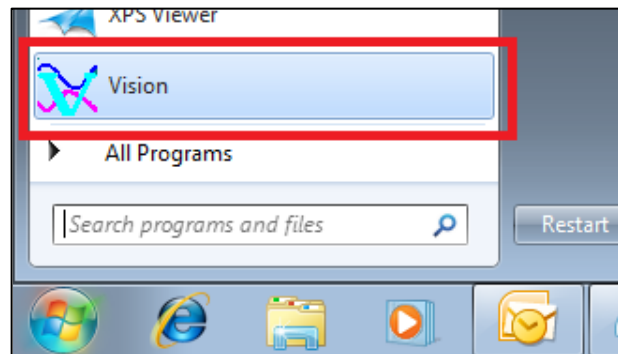 XPS Viewer
Vision
All Programs
Search programs and files
Restart